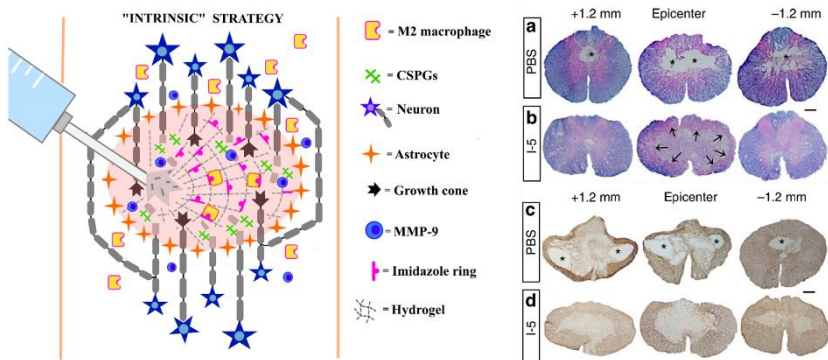 "INTRINSIC" STRATEGY
= M2 macrophage
= CSPGs
= Neuron
= Astrocyte
= Growth cone
= MMP-9
= Imidazole ring
= Hydrogel
+1.2 mm Epicenter −1.2 mm
a
PBS
* * * *
b
I-5
+1.2 mm Epicenter −1.2 mm
c
PBS
* * * * *
d
I-5